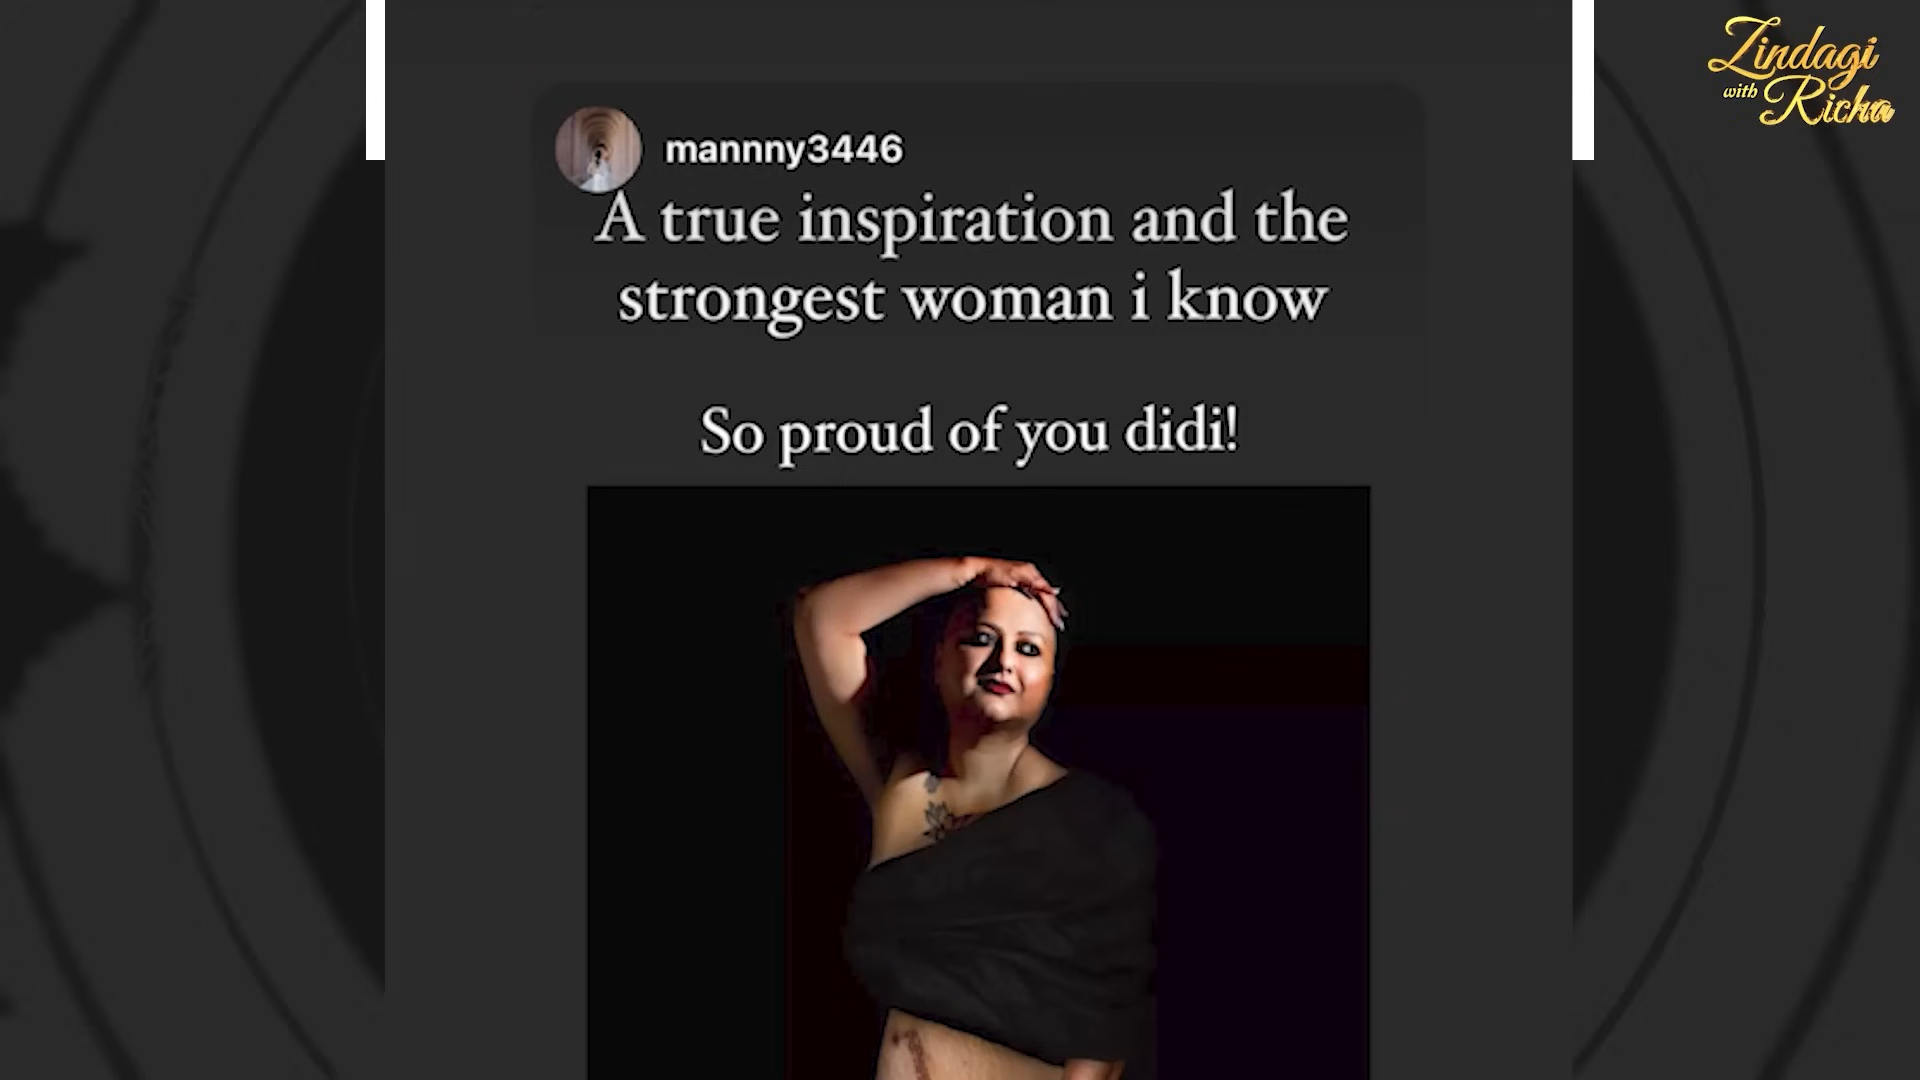 Zindagi
with Richa
mannny3446
A true inspiration and the
strongest woman i know
So proud of you didi!